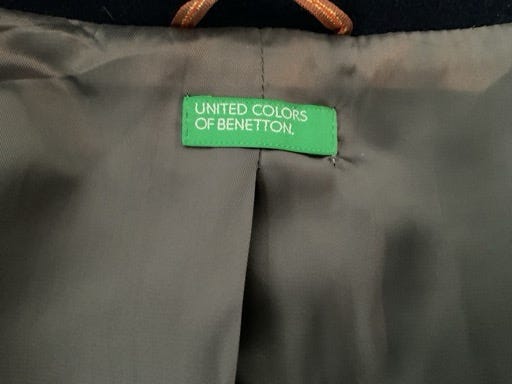 UNITED COLORS
OF BENETTON.